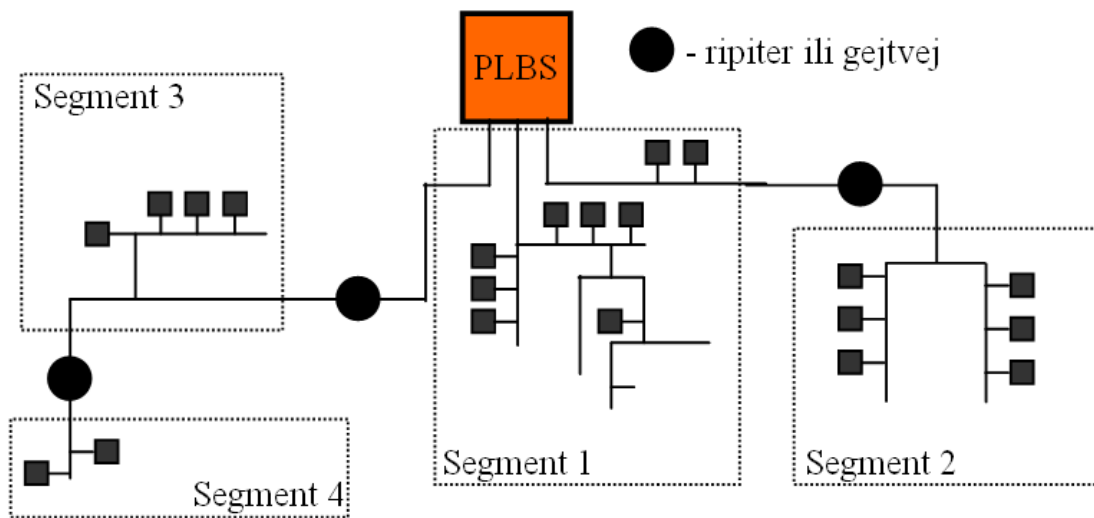 PLBS
- ripiter ili gejtvej
Segment 3
Segment 1
Segment 2
Segment 4